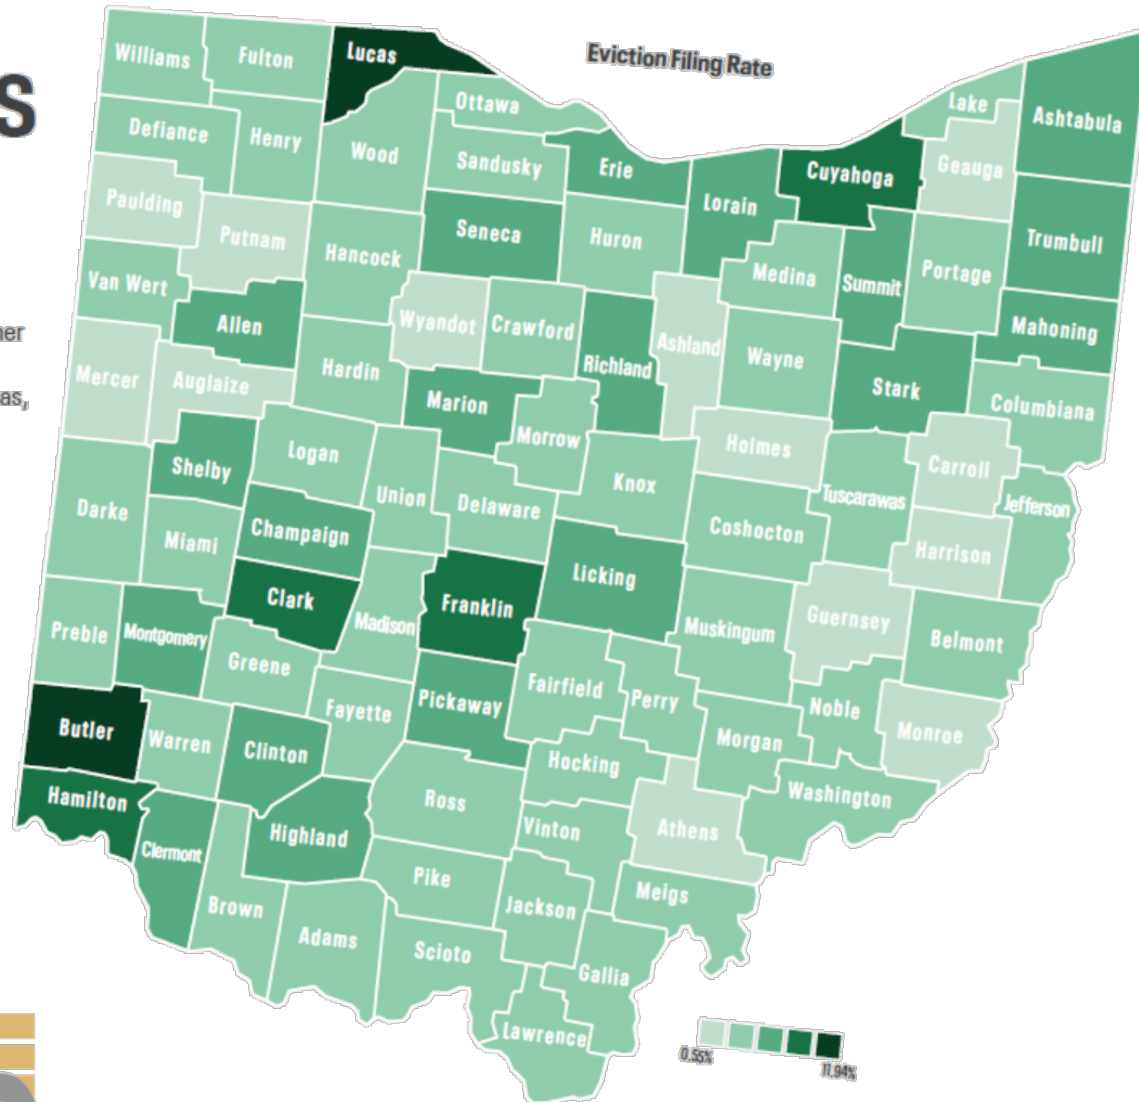 S
Eviction Filing Rate
Williams
Fulton
Lucas
Ottawa
Lake
Ashtabula
Defiance
Henry
Wood
Sandusky
Erie
Lorain
Cuyahoga
Geauga
Paulding
Putnam
Hancock
Seneca
Huron
Medina
Summit
Portage
Trumbull
Van Wert
Allen
Wyandot
Crawford
Richland
Ashland
Wayne
Stark
Mahoning
ner
Mercer
Auglaize
Hardin
Marion
Morrow
Holmes
Carroll
Columbiana
as,
Shelby
Logan
Union
Delaware
Knox
Coshocton
Tuscarawas
Jefferson
Darke
Miami
Champaign
Licking
Harrison
Clark
Madison
Franklin
Muskingum
Guernsey
Belmont
Preble
Montgomery
Greene
Fayette
Pickaway
Fairfield
Perry
Noble
Monroe
Butler
Warren
Clinton
Hocking
Morgan
Washington
Hamilton
Clermont
Highland
Ross
Vinton
Athens
Brown
Adams
Pike
Jackson
Meigs
Scioto
Gallia
Lawrence
0.55%
11.94%